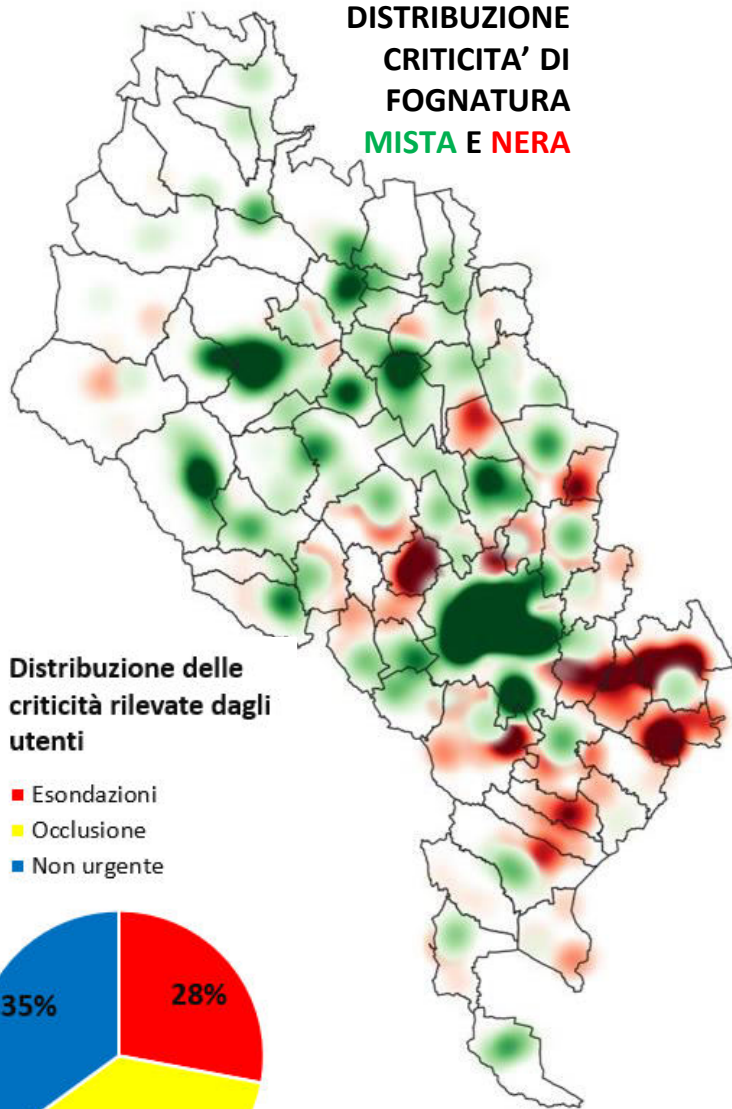 DISTRIBUZIONE
CRITICITA’ DI
FOGNATURA
MISTA E NERA
Distribuzione delle
criticità rilevate dagli
utenti
Esondazioni
Occlusione
Non urgente
35%
28%